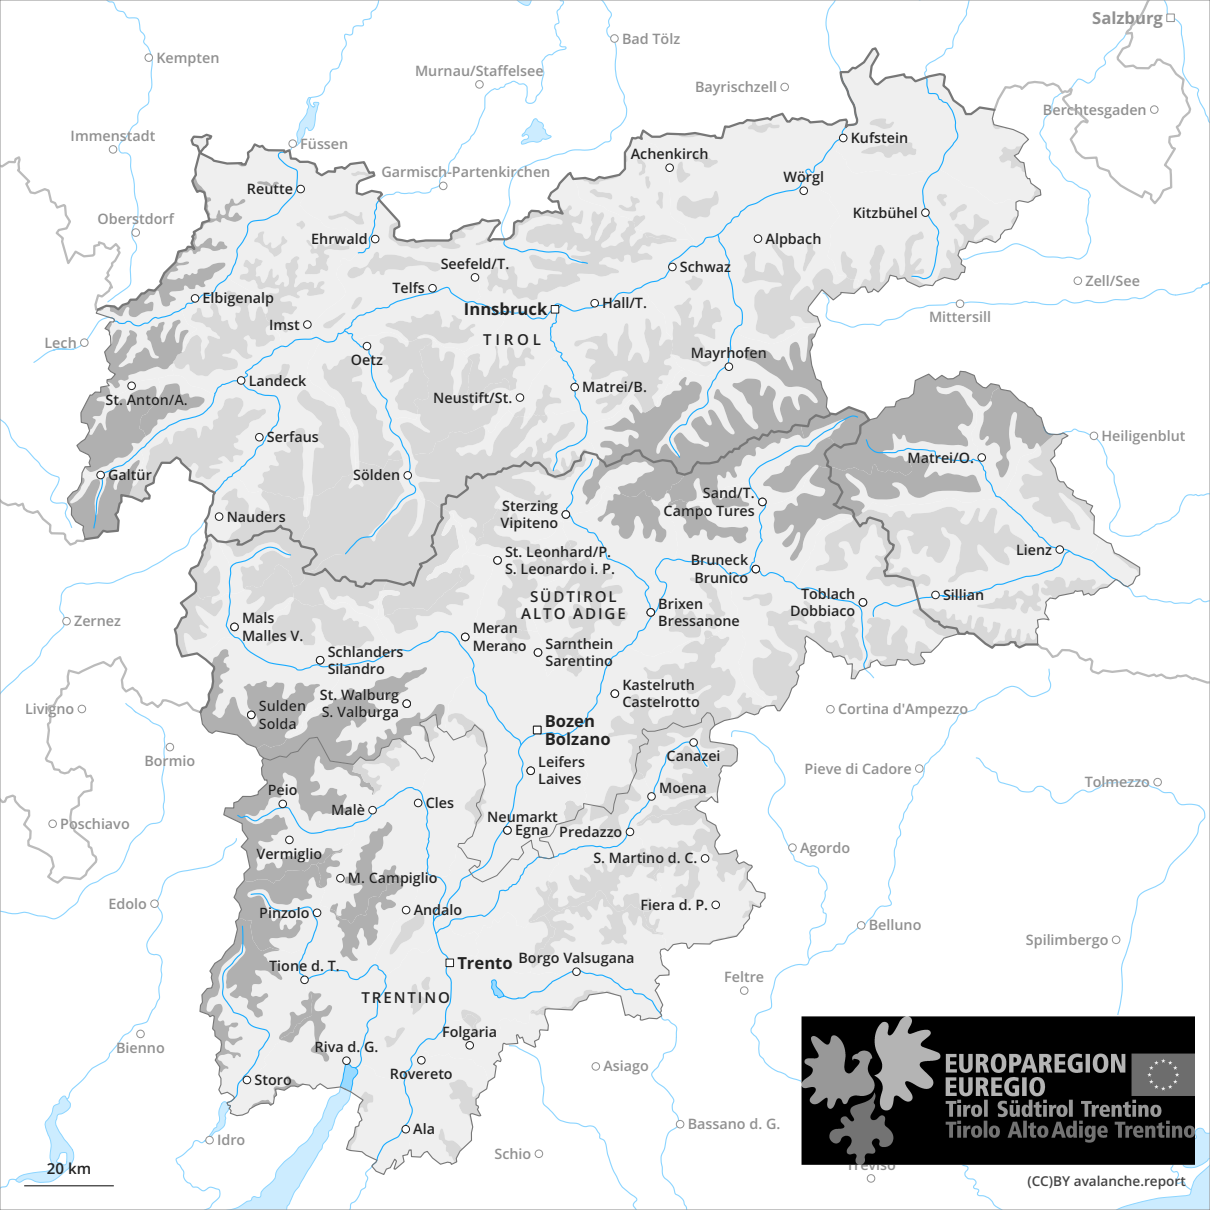 Salzburg
Bad Tölz
Kempten
Murnau/Staffelsee
Bayrischzell
Berchtesgaden
Immenstadt
Füssen
Kufstein
Achenkirch
Garmisch-Partenkirchen
Wörgl
Reutte
Oberstdorf
Kitzbühel
Ehrwald
Alpbach
Seefeld/T.
Schwaz
Zell/See
Telfs
Elbigenalp
Hall/T.
Innsbruck
Mittersill
Imst
TIROL
Lech
Mayrhofen
Oetz
Landeck
Matrei/B.
St. Anton/A.
Neustift/St.
Serfaus
Heiligenblut
Matrei/O.
Galtür
Sölden
Sand/T.
Campo Tures
Sterzing
Vipiteno
Nauders
St. Leonhard/P.
S. Leonardo i. P.
Lienz
Bruneck
Brunico
SÜDTIROL
ALTO ADIGE
Toblach
Dobbiaco
Sillian
Brixen
Bressanone
Zernez
Mals
Malles V.
Meran
Merano
Sarnthein
Sarentino
Schlanders
Silandro
Kastelruth
Castelrotto
St. Walburg
S. Valburga
Sulden
Solda
Livigno
Cortina d'Ampezzo
Bozen
Bolzano
Bormio
Canazei
Leifers
Laives
Pieve di Cadore
Tolmezzo
Peio
Moena
Malè
Cles
Neumarkt
Egna
Predazzo
Poschiavo
Agordo
Vermiglio
S. Martino d. C.
M. Campiglio
Edolo
Pinzolo
Andalo
Fiera d. P.
Belluno
Spilimbergo
Trento
Borgo Valsugana
Tione d. T.
Feltre
TRENTINO
Folgaria
Bienno
Riva d. G.
Rovereto
Asiago
Storo
EUROPAREGION
EUREGIO
Tirol Südtirol Trentino
Tirolo Alto Adige Trentino
Bassano d. G.
Ala
Idro
Schio
Treviso
20 km
(CC)BY avalanche.report